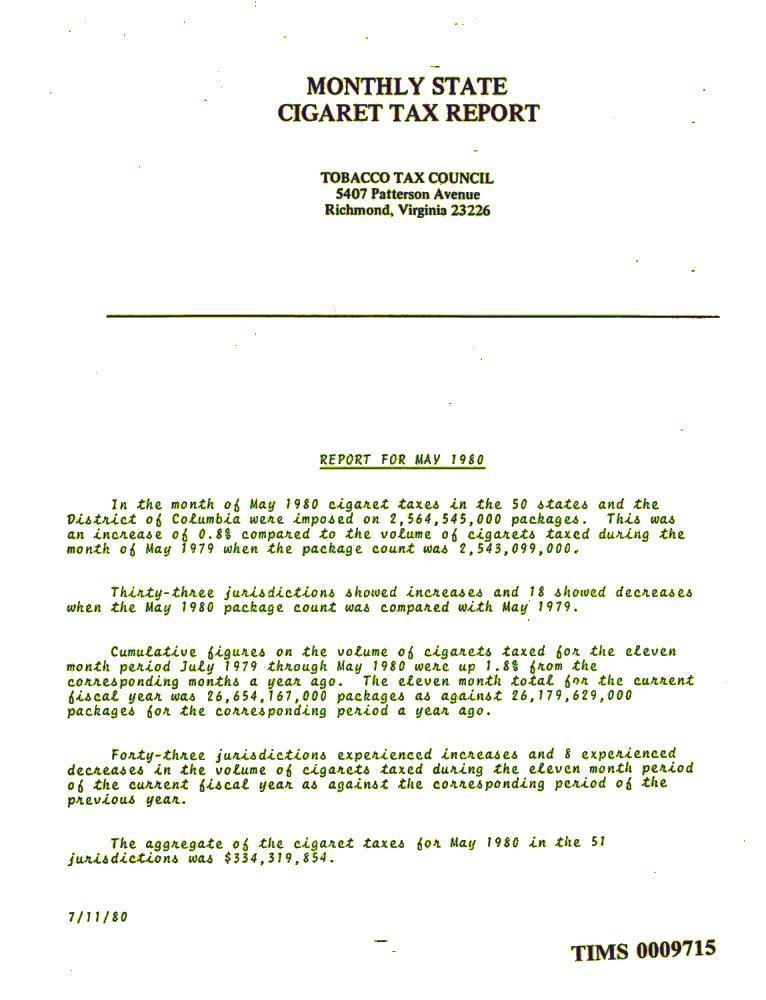 MONTHLY STATE
CIGARET TAX REPORT
TOBACCO TAX COUNCIL
5407 Patterson Avenue
Richmond, Virginia 23226
REPORT FOR MAY 1980
In the month of May 1980 cigaret taxes in the 50 states and the
District of Columbia were imposed on 2,564,545,000 packages. This was
an increase of 0.8% compared to the volume of cigarets taxed during the
month of May 1979 when the package count was 2,543,099,000.
Thirty-three jurisdictions showed increases and 18 showed decreases
when the May 1980 package count was compared with May 1979.
Cumulative figures on the volume of cigarets taxed for the eleven
month period July 1979 through May 1980 were up 1.8% from the
corresponding months a year ago. The eleven month total for the current
fiscal year was 26,654,167,000 packages as against 26,179,629,000
packages for the corresponding period a year ago.
Forty-three jurisdictions experienced increases and 8 experienced
decreases in the volume of cigarets taxed during the eleven month period
of the current fiscal year as against the corresponding period of the
previous year.
The aggregate of the cigaret taxes for May 1980 in the 51
jurisdictions was $334,319,854.
7/11/80
TIMS 0009715